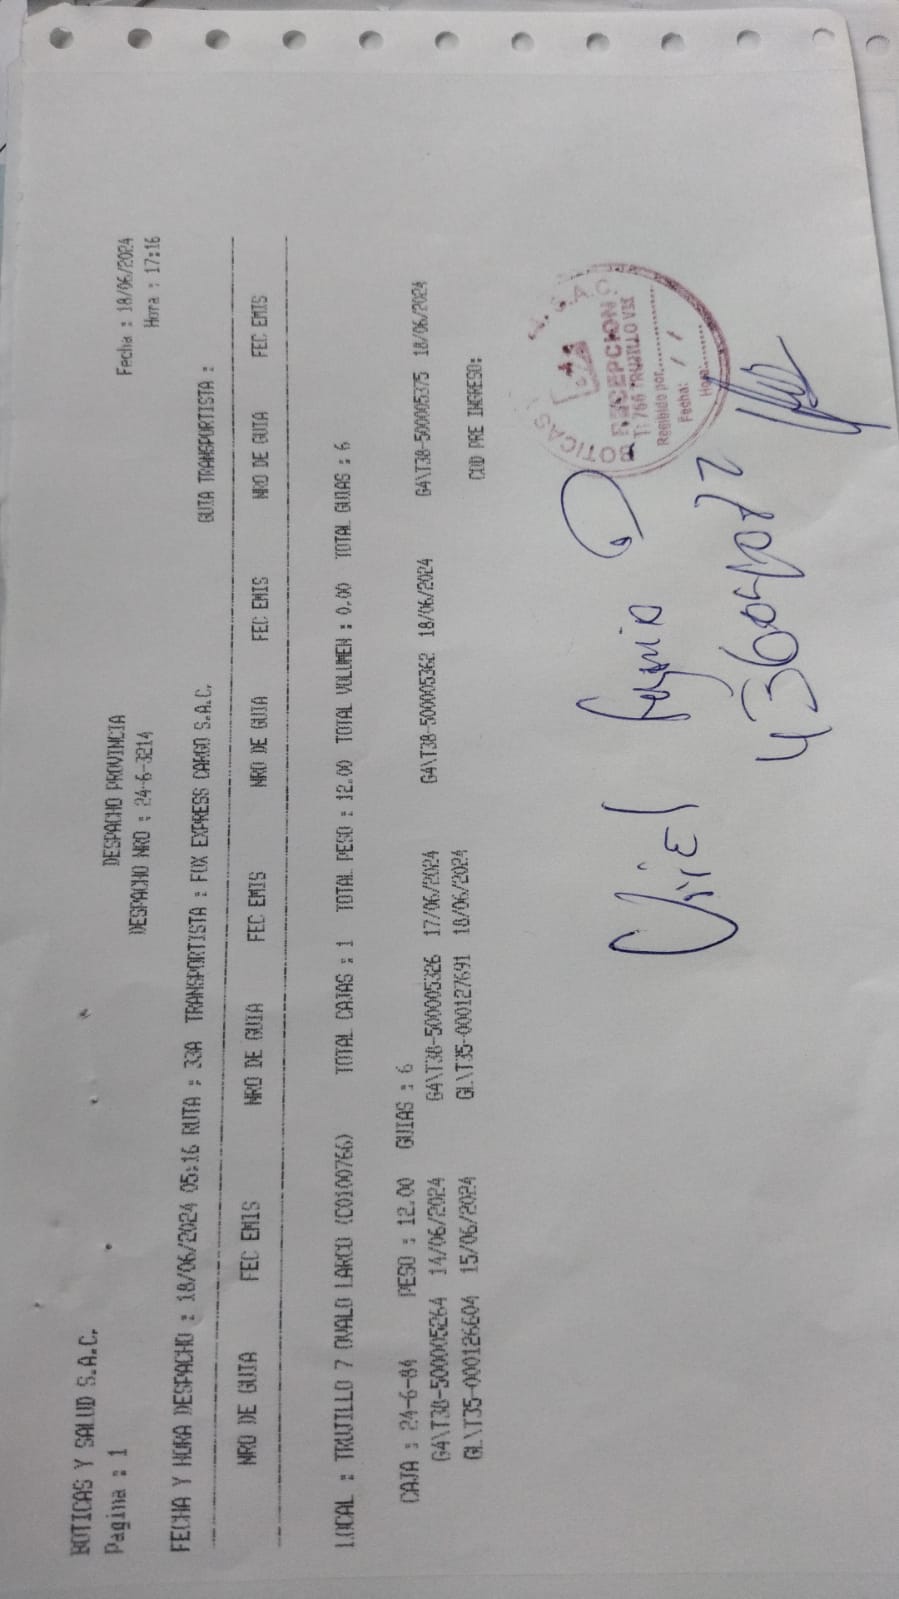 BOTICAS Y SALUD S.A.C. DESPACHO PROVINCIA Fecha : 18/06/2024
Pagina : 1 DESPACHO NRO : 24-6-3214 Hora : 17:16
FECHA Y HORA DESPACHO : 18/06/2024 05:16 RUTA : 33A TRANSPORTISTA : FOX EXPRESS CARGO S.A.C. GUIA TRANSPORTISTA :
NRO DE GUIA FEC EMIS NRO DE GUIA FEC EMIS NRO DE GUIA FEC EMIS NRO DE GUIA FEC EMIS
LOCAL : TRUJILLO 7 OVALO LARCO (C0100766) TOTAL CAJAS : 1 TOTAL PESO : 12.00 TOTAL VOLUMEN : 0.00 TOTAL GUIAS : 6
CAJA : 24-6-84 PESO : 12.00 GUIAS : 6
G4\T38-500005264 14/06/2024 G4\T38-500005326 17/06/2024 G4\T38-500005362 18/06/2024 G4\T38-500005375 18/06/2024
GL\T35-000126604 15/06/2024 GL\T35-000127691 18/06/2024 COD PRE INGRESO:
BOTICAS
RECEPCION
T: 766 TRUJILLO VII
Recibido por:
Fecha: / /
Hora: